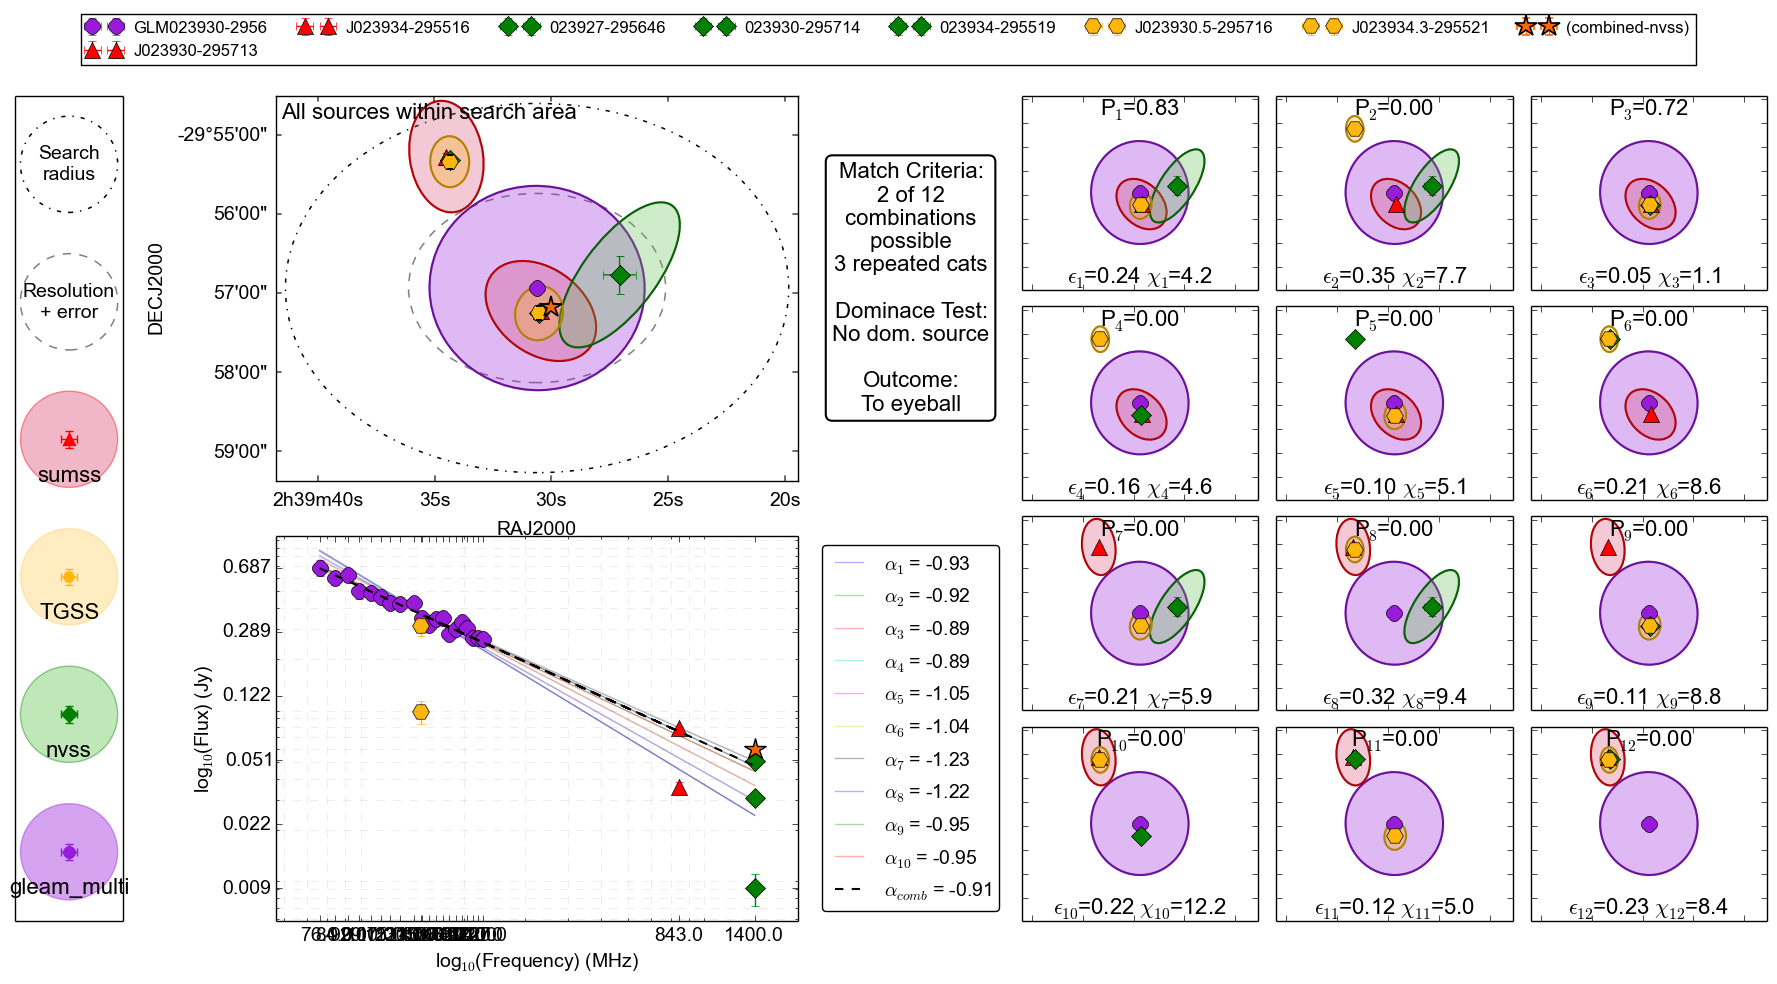 GLM023930-2956 J023934-295516 023927-295646 023930-295714 023934-295519 J023930.5-295716 J023934.3-295521 (combined-nvss)
J023930-295713
Search
radius
Resolution
+ error
sumss
TGSS
nvss
gleam_multi
All sources within search area
DECJ2000
-29°55'00"
56'00"
57'00"
58'00"
59'00"
2h39m40s 35s 30s 25s 20s
RAJ2000
Match Criteria:
2 of 12
combinations
possible
3 repeated cats
Dominace Test:
No dom. source
Outcome:
To eyeball
log10(Flux) (Jy)
0.687
0.289
0.122
0.051
0.022
0.009
843.0 1400.0
log10(Frequency) (MHz)
α1 = -0.93
α2 = -0.92
α3 = -0.89
α4 = -0.89
α5 = -1.05
α6 = -1.04
α7 = -1.23
α8 = -1.22
α9 = -0.95
α10 = -0.95
αcomb = -0.91
P1=0.83 P2=0.00 P3=0.72
ϵ1=0.24 χ1=4.2 ϵ2=0.35 χ2=7.7 ϵ3=0.05 χ3=1.1
P4=0.00 P5=0.00 P6=0.00
ϵ4=0.16 χ4=4.6 ϵ5=0.10 χ5=5.1 ϵ6=0.21 χ6=8.6
P7=0.00 P8=0.00 P9=0.00
ϵ7=0.21 χ7=5.9 ϵ8=0.32 χ8=9.4 ϵ9=0.11 χ9=8.8
P10=0.00 P11=0.00 P12=0.00
ϵ10=0.22 χ10=12.2 ϵ11=0.12 χ11=5.0 ϵ12=0.23 χ12=8.4